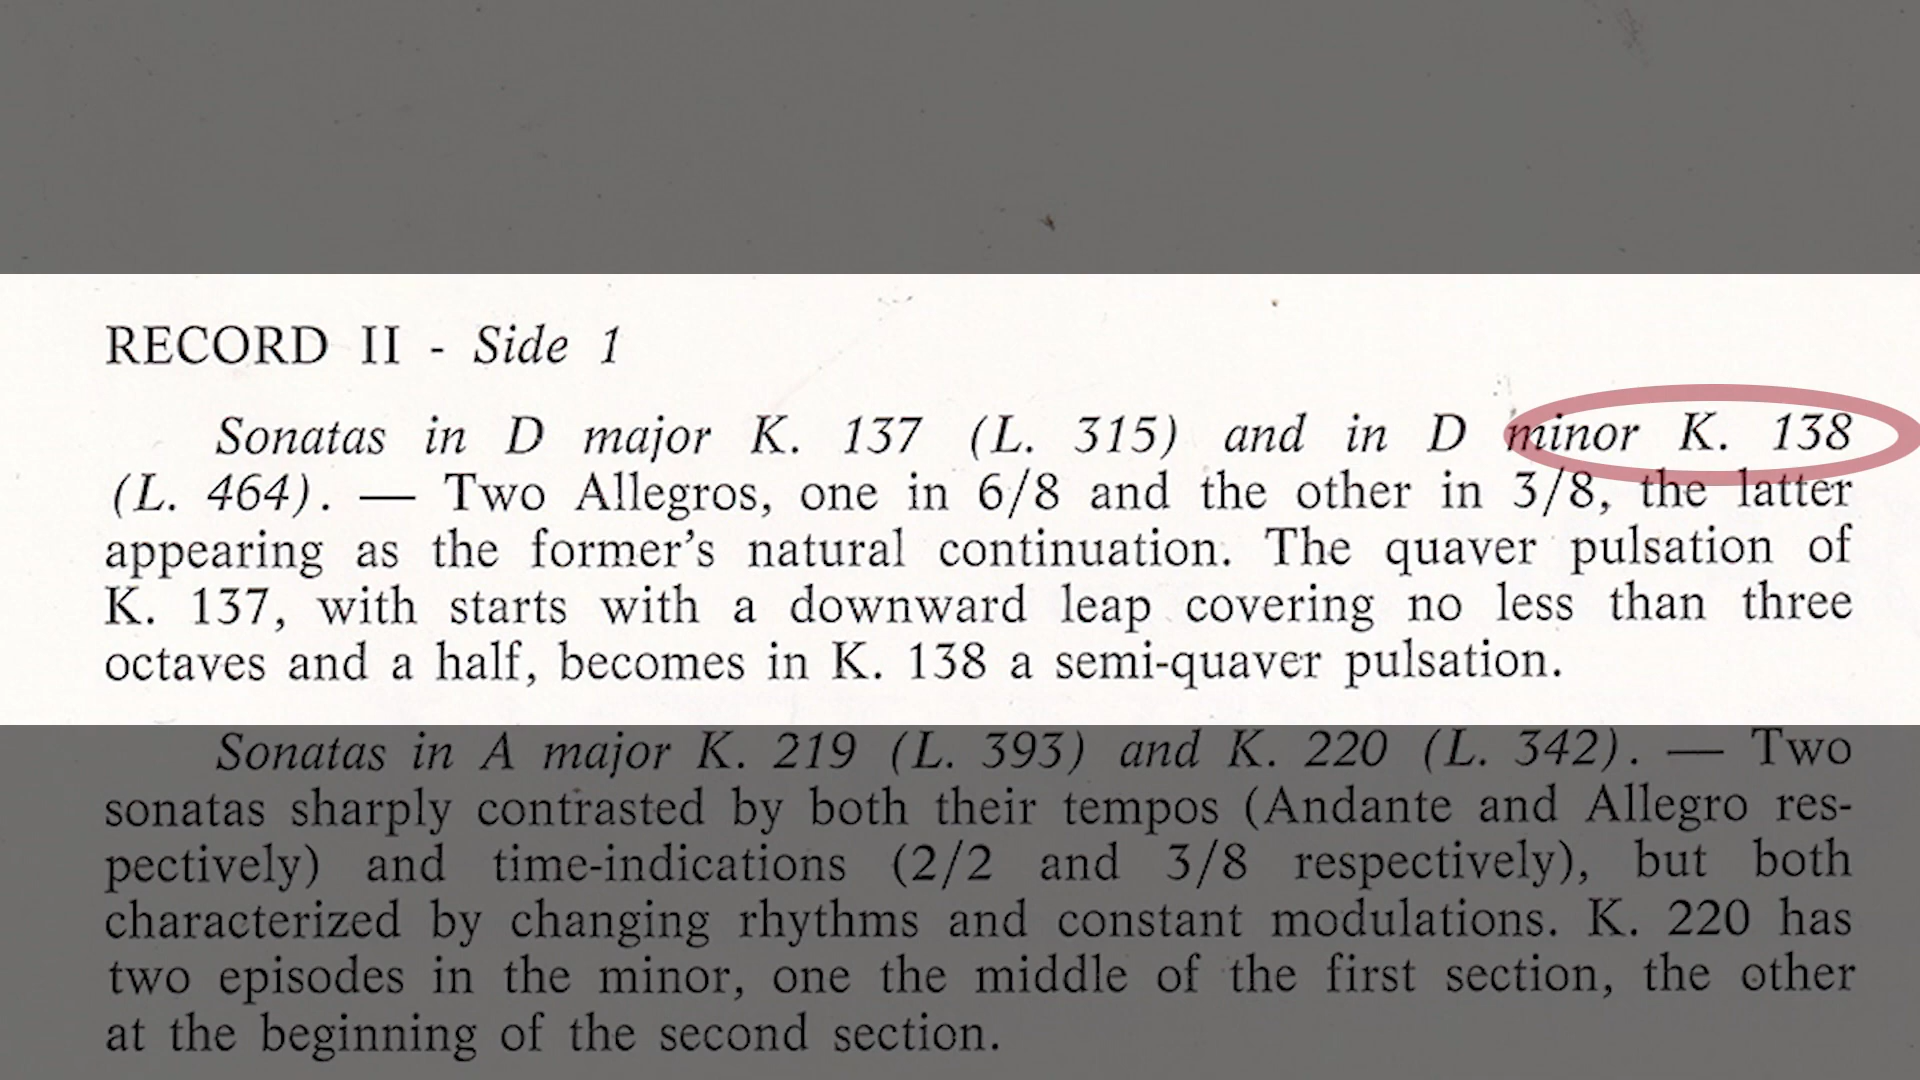 RECORD II - Side 1
Sonatas in D major K. 137 (L. 315) and in D minor K. 138
(L. 464). — Two Allegros, one in 6/8 and the other in 3/8, the latter
appearing as the former's natural continuation. The quaver pulsation of
K. 137, with starts with a downward leap covering no less than three
octaves and a half, becomes in K. 138 a semi-quaver pulsation.
Sonatas in A major K. 219 (L. 393) and K. 220 (L. 342). — Two
sonatas sharply contrasted by both their tempos (Andante and Allegro res-
pectively) and time-indications (2/2 and 3/8 respectively), but both
characterized by changing rhythms and constant modulations. K. 220 has
two episodes in the minor, one the middle of the first section, the other
at the beginning of the second section.